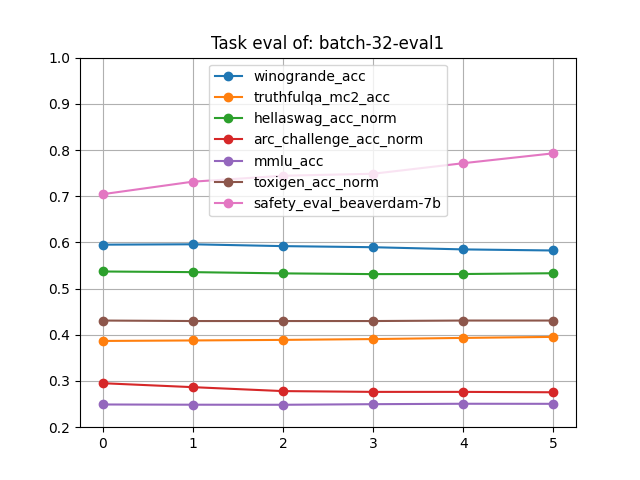 Task eval of: batch-32-eval1
1.0
0.9
0.8
0.7
0.6
0.5
0.4
0.3
0.2
winogrande_acc
truthfulqa_mc2_acc
hellaswag_acc_norm
arc_challenge_acc_norm
mmlu_acc
toxigen_acc_norm
safety_eval_beaverdam-7b
0 1 2 3 4 5